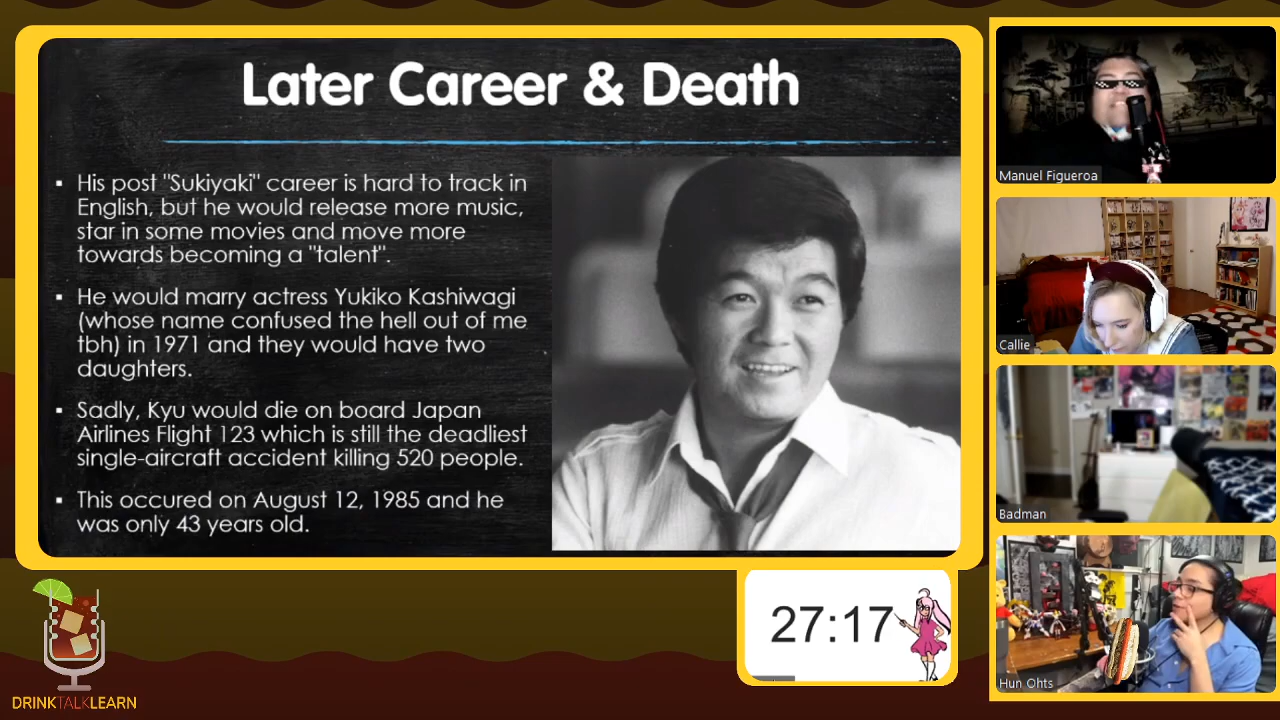 Later Career & Death
▪ His post "Sukiyaki" career is hard to track in
English, but he would release more music,
star in some movies and move more
towards becoming a "talent".
▪ He would marry actress Yukiko Kashiwagi
(whose name confused the hell out of me
tbh) in 1971 and they would have two
daughters.
▪ Sadly, Kyu would die on board Japan
Airlines Flight 123 which is still the deadliest
single-aircraft accident killing 520 people.
▪ This occured on August 12, 1985 and he
was only 43 years old.
27:17
DRINKTALKLEARN
Manuel Figueroa
Callie
Badman
Hun Ohts